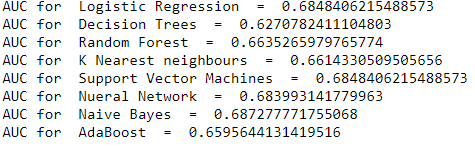 AUC for  Logistic Regression  =  0.6848406215488573
AUC for  Decision Trees  =  0.6270782411104803
AUC for  Random Forest  =  0.6635265979765774
AUC for  K Nearest neighbours  =  0.6614330509505656
AUC for  Support Vector Machines  =  0.6848406215488573
AUC for  Nueral Network  =  0.683993141779963
AUC for  Naive Bayes  =  0.687277771755068
AUC for  AdaBoost  =  0.6595644131419516